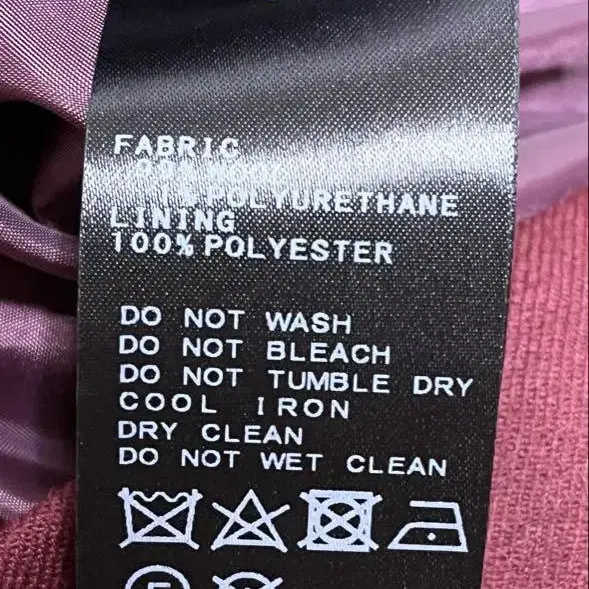 FABRIC
POLYURETHANE
LINING
100% POLYESTER
DO NOT WASH
DO NOT BLEACH
DO NOT TUMBLE DRY
COOL IRON
DRY CLEAN
DO NOT WET CLEAN